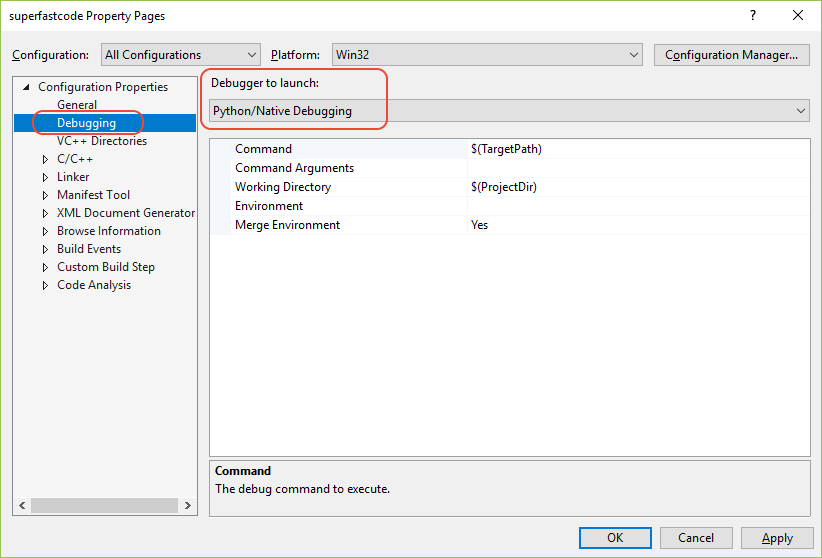 superfastcode Property Pages
?
Configuration: All Configurations Platform: Win32 Configuration Manager...
Configuration Properties
General
Debugging
VC++ Directories
C/C++
Linker
Manifest Tool
XML Document Generator
Browse Information
Build Events
Custom Build Step
Code Analysis
Debugger to launch:
Python/Native Debugging
Command $(TargetPath)
Command Arguments
Working Directory $(ProjectDir)
Environment
Merge Environment Yes
Command
The debug command to execute.
OK Cancel Apply